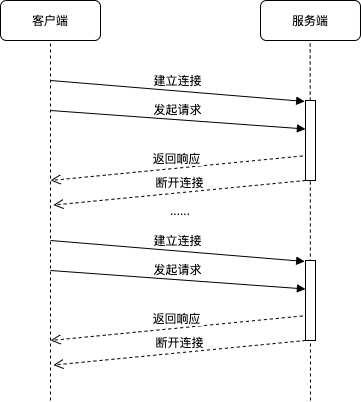 客户端 服务端
建立连接
发起请求
返回响应
断开连接
......
建立连接
发起请求
返回响应
断开连接